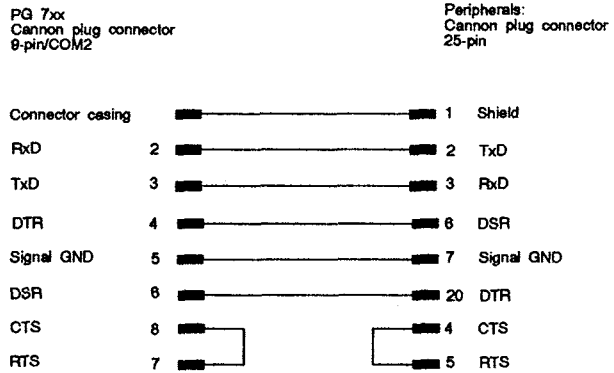 PG 7xx
Cannon plug connector
9-pin/COM2
Peripherals:
Cannon plug connector
25-pin
Connector casing 1 Shield
RxD 2 2 TxD
TxD 3 3 RxD
DTR 4 6 DSR
Signal GND 5 7 Signal GND
DSR 6 20 DTR
CTS 8 4 CTS
RTS 7 5 RTS